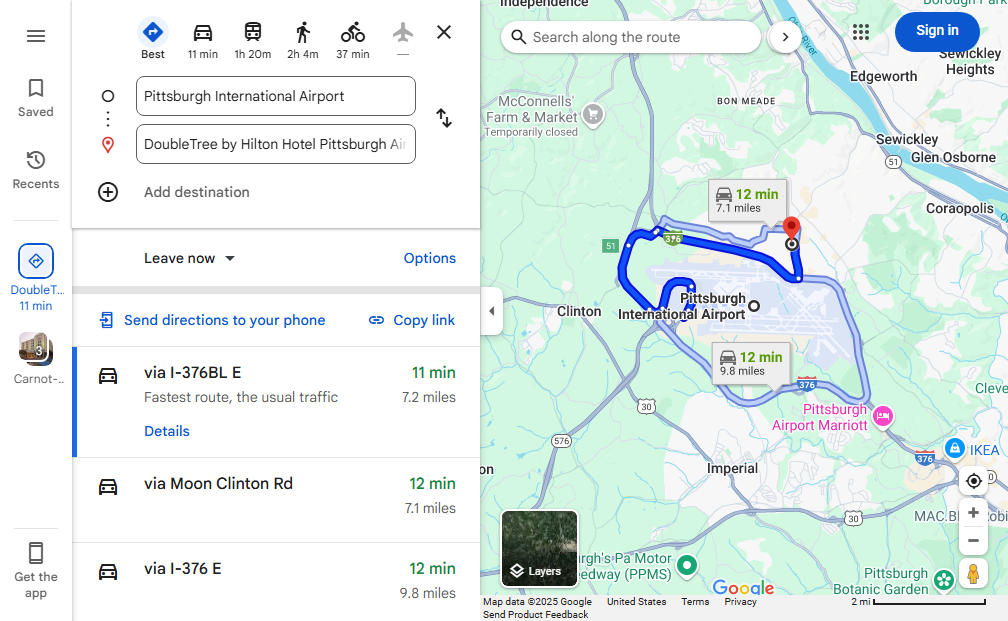 Saved
Recents
DoubleT...
11 min
3
Carnot-...
Get the
app
Best
11 min
1h 20m
2h 4m
37 min
—
Pittsburgh International Airport
DoubleTree by Hilton Hotel Pittsburgh Air
Add destination
Leave now
Options
Send directions to your phone
Copy link
via I-376BL E
11 min
Fastest route, the usual traffic
7.2 miles
Details
via Moon Clinton Rd
12 min
7.1 miles
via I-376 E
12 min
9.8 miles
Search along the route
Sign in
Independence
Sewickley
Heights
Edgeworth
BON MEADE
McConnells'
Farm & Market
Temporarily closed
Sewickley
51
Glen Osborne
Coraopolis
12 min
7.1 miles
51
376
Pittsburgh
International Airport
Clinton
12 min
9.8 miles
376
30
Pittsburgh
Airport Marriott
576
376
IKEA
Imperial
30
MAC.B
Robi
Pittsburgh
Botanic Garden
rgh's Pa Motor
edway (PPMS)
Layers
Google
Map data ©2025 Google
United States
Terms
Privacy
2 mi
Send Product Feedback